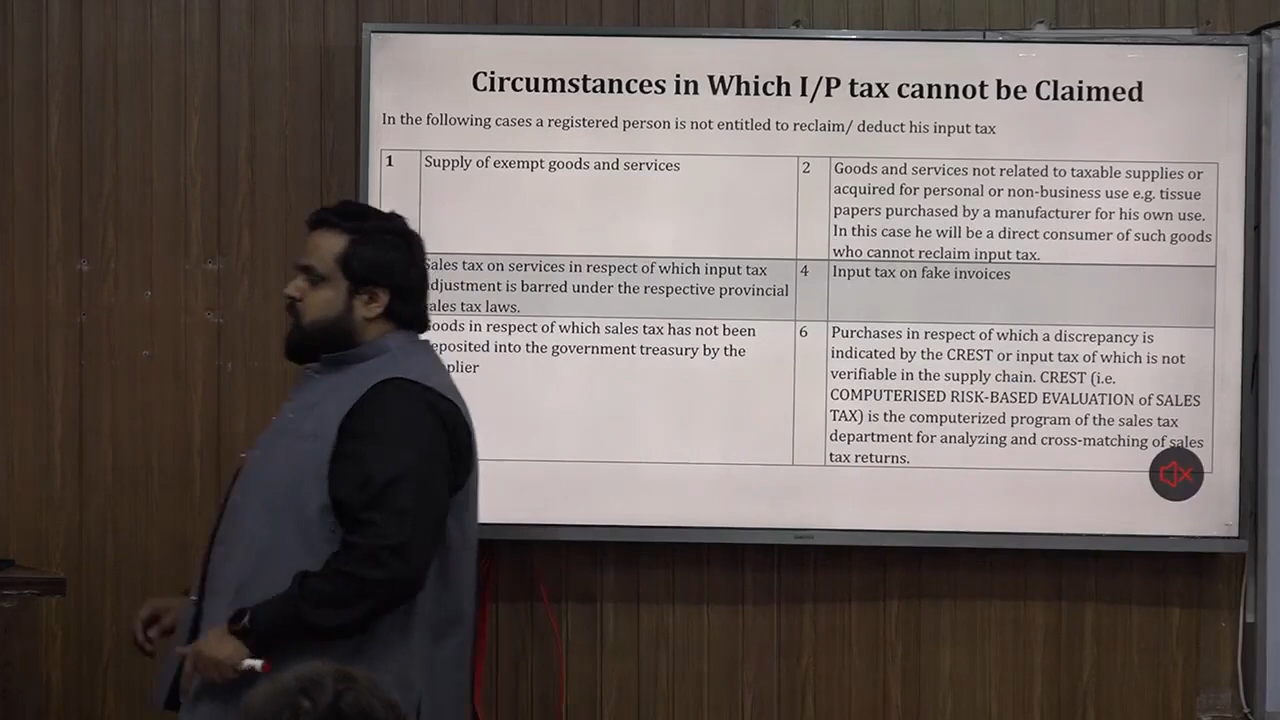 Circumstances in Which I/P tax cannot be Claimed
In the following cases a registered person is not entitled to reclaim/ deduct his input tax
1
Supply of exempt goods and services
2
Goods and services not related to taxable supplies or
acquired for personal or non-business use e.g. tissue
papers purchased by a manufacturer for his own use.
In this case he will be a direct consumer of such goods
who cannot reclaim input tax.
Sales tax on services in respect of which input tax
djustment is barred under the respective provincial
ales tax laws.
4
Input tax on fake invoices
oods in respect of which sales tax has not been
eposited into the government treasury by the
plier
6
Purchases in respect of which a discrepancy is
indicated by the CREST or input tax of which is not
verifiable in the supply chain. CREST (i.e.
COMPUTERISED RISK-BASED EVALUATION of SALES
TAX) is the computerized program of the sales tax
department for analyzing and cross-matching of sales
tax returns.